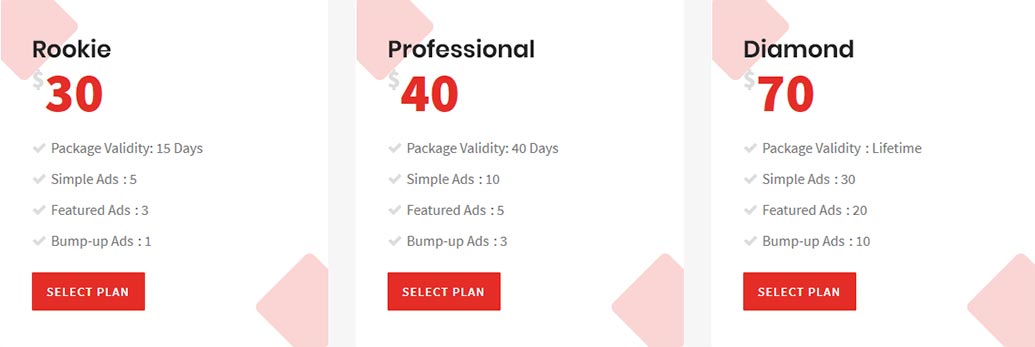 Rookie
$30
Package Validity: 15 Days
Simple Ads : 5
Featured Ads : 3
Bump-up Ads : 1
SELECT PLAN
Professional
$40
Package Validity: 40 Days
Simple Ads : 10
Featured Ads : 5
Bump-up Ads : 3
SELECT PLAN
Diamond
$70
Package Validity : Lifetime
Simple Ads : 30
Featured Ads : 20
Bump-up Ads : 10
SELECT PLAN